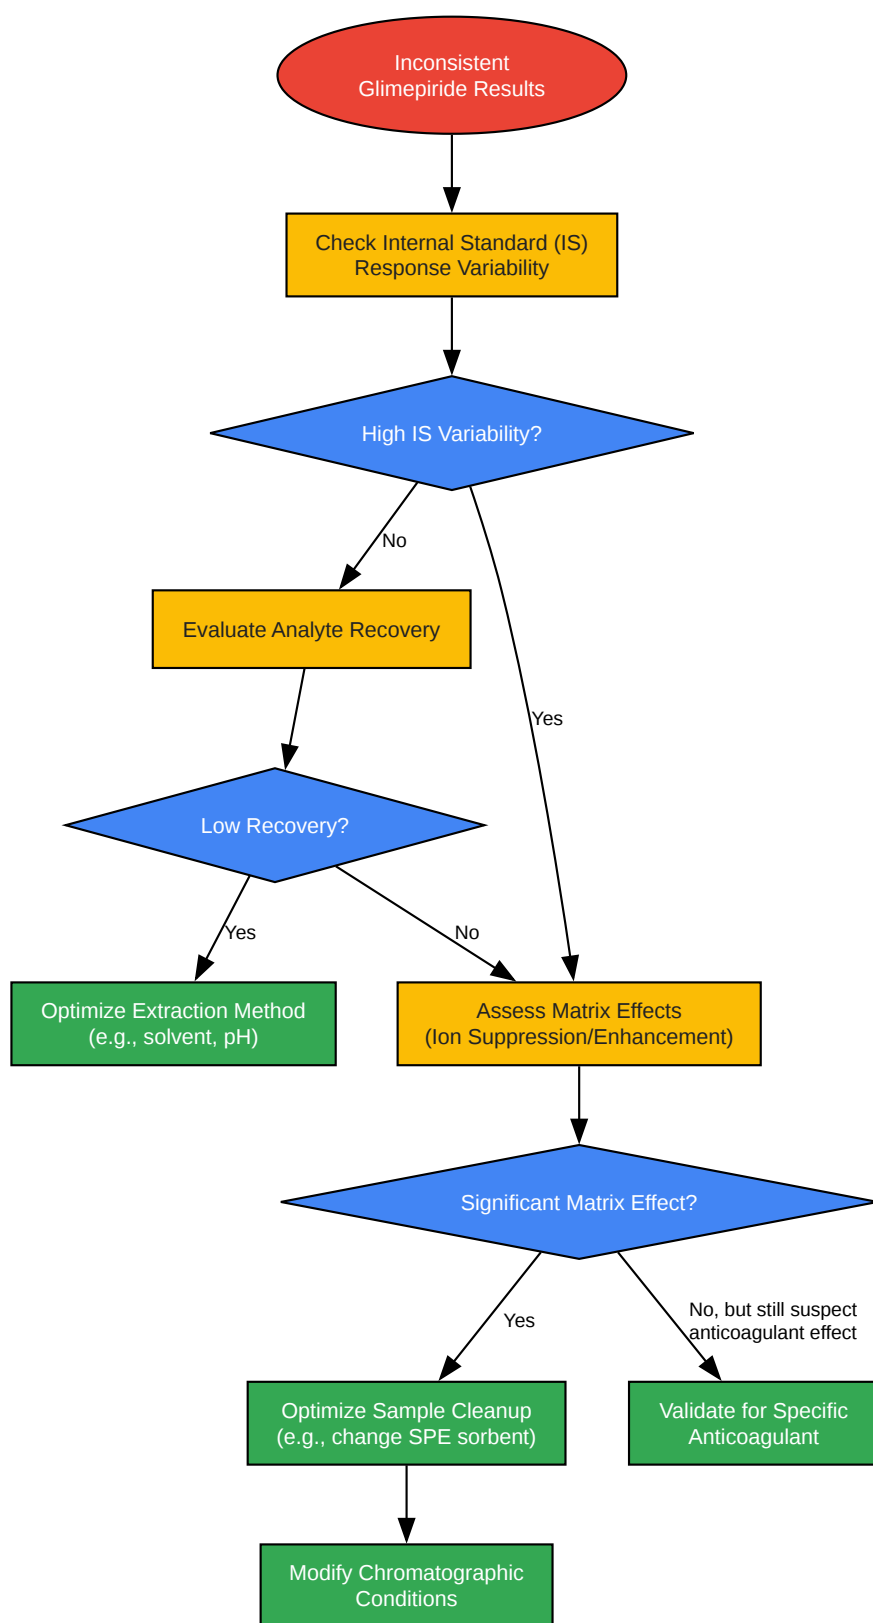 Inconsistent
Glimepiride Results
Check Internal Standard (IS)
Response Variability
High IS Variability?
No
Evaluate Analyte Recovery
Yes
Low Recovery?
Yes
No
Optimize Extraction Method
(e.g., solvent, pH)
Assess Matrix Effects
(Ion Suppression/Enhancement)
Significant Matrix Effect?
Yes
No, but still suspect
anticoagulant effect
Optimize Sample Cleanup
(e.g., change SPE sorbent)
Validate for Specific
Anticoagulant
Modify Chromatographic
Conditions